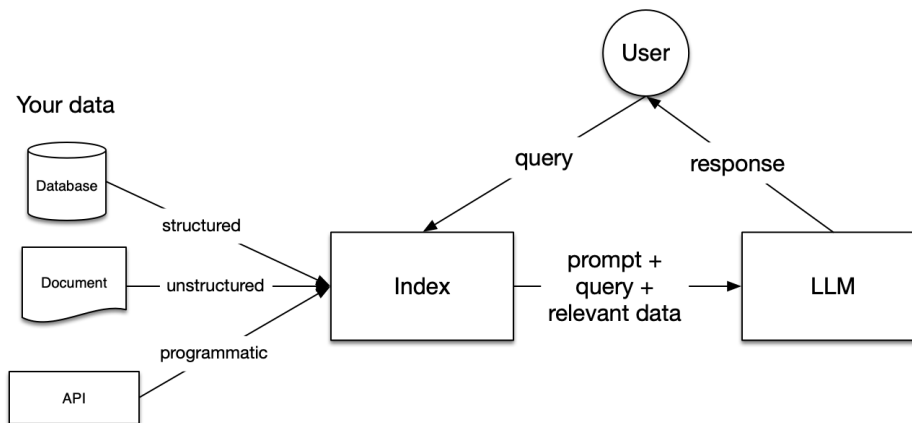 User
Your data
Database
query
response
structured
Document
unstructured
Index
prompt +
query +
relevant data
LLM
programmatic
API